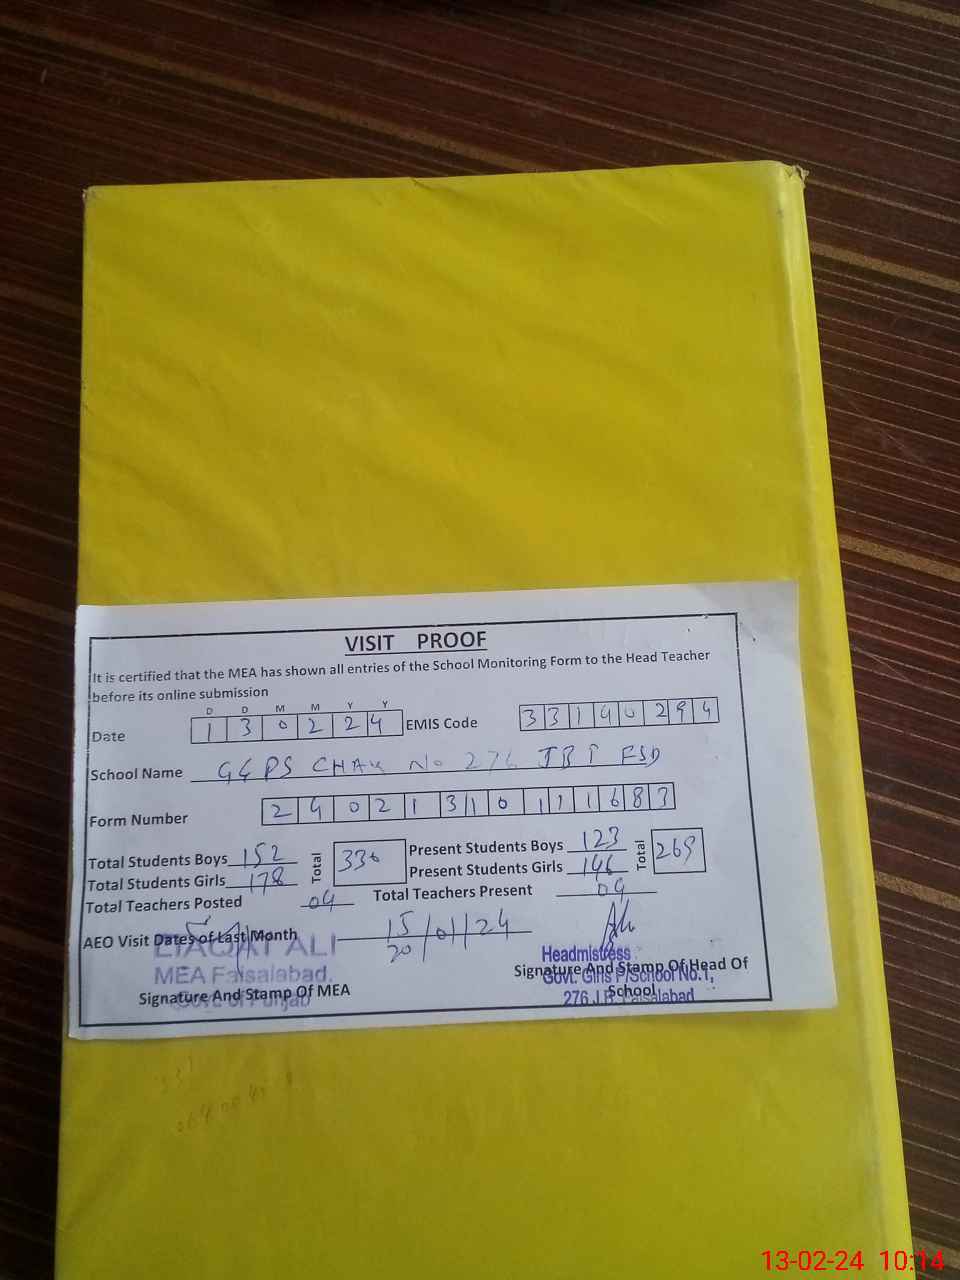 VISIT PROOF
It is certified that the MEA has shown all entries of the School Monitoring Form to the Head Teacher
before its online submission
D D M M Y Y
Date 1 3 0 2 2 4 EMIS Code 3 3 1 4 0 2 9 4
School Name GGPS CHAK No 276 JB I FSD
Form Number 2 4 0 2 1 3 1 0 1 1 1 6 8 3
Total Students Boys 152 Total 330 Present Students Boys 123 Total 269
Total Students Girls 178 Present Students Girls 146
Total Teachers Posted 04 Total Teachers Present 04
AEO Visit Dates of Last Month 15/01/24
20
LIAQAT ALI
MEA Faisalabad.
Govt of Punjab
Signature And Stamp Of MEA
Headmistress
Govt. Girls P/School No.1,
276 J.B. Faisalabad
Signature And Stamp Of Head Of
School
13-02-24 10:14